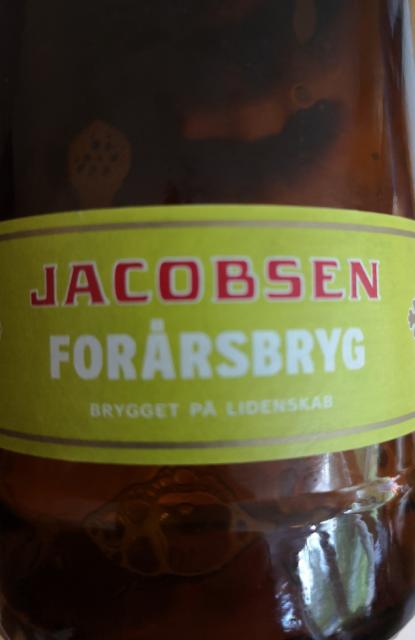 JACOBSEN
FORÅRSBRYG
BRYGGET PÅ LIDENSKAB